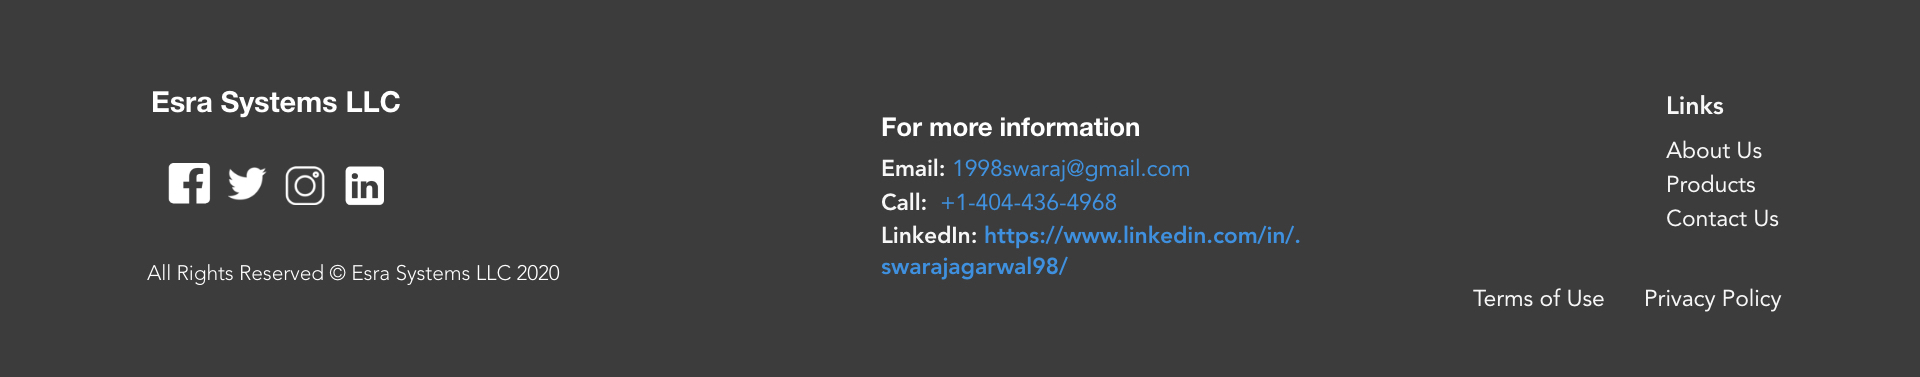 Esra Systems LLC
All Rights Reserved © Esra Systems LLC 2020
For more information
Email: 1998swaraj@gmail.com
Call: +1-404-436-4968
LinkedIn: https://www.linkedin.com/in/.
swarajagarwal98/
Links
About Us
Products
Contact Us
Terms of Use
Privacy Policy